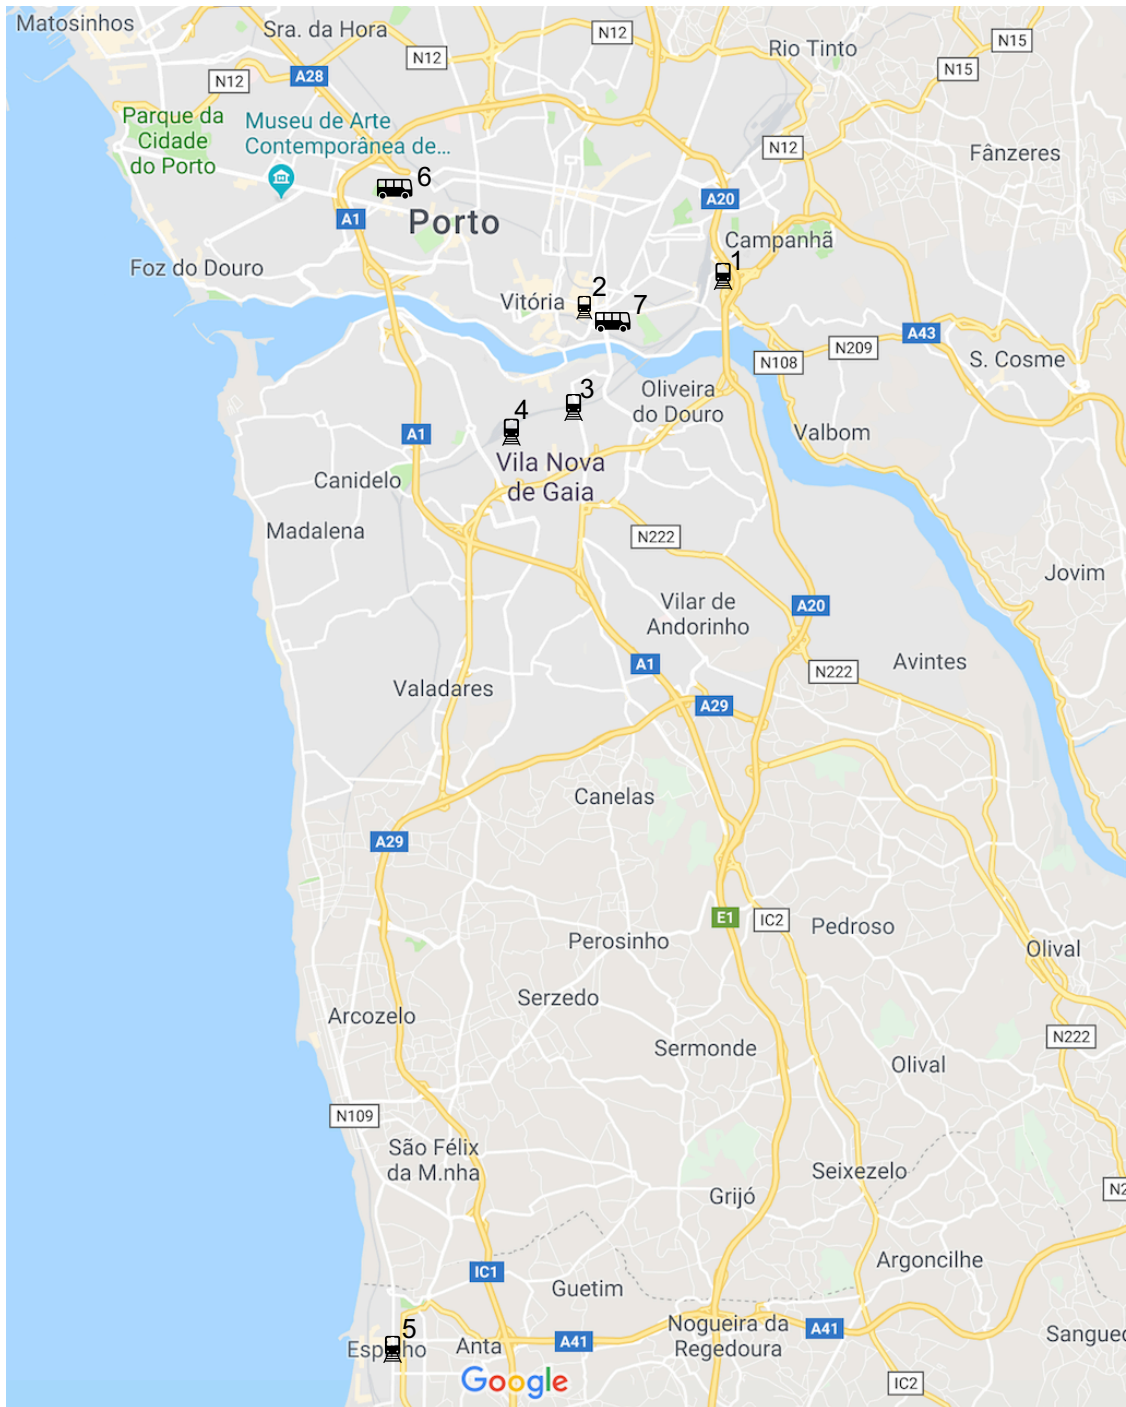 Matosinhos
Sra. da Hora
N12
N12
Rio Tinto
N15
N15
N12
A28
Parque da
Cidade
do Porto
Museu de Arte
Contemporânea de...
N12
Fânzeres
6
A20
A1
Porto
Campanhã
1
Foz do Douro
Vitória
2
7
A43
N209
N108
S. Cosme
3
Oliveira
do Douro
4
A1
Valbom
Vila Nova
de Gaia
Canidelo
Madalena
N222
Jovim
Vilar de
Andorinho
A20
A1
Avintes
N222
Valadares
A29
Canelas
A29
E1
IC2
Pedroso
Perosinho
Olival
Serzedo
Arcozelo
N222
Sermonde
Olival
N109
São Félix
da M.nha
Seixezelo
Grijó
Argoncilhe
IC1
Guetim
5
Anta
A41
Nogueira da
Regedoura
A41
Google
IC2